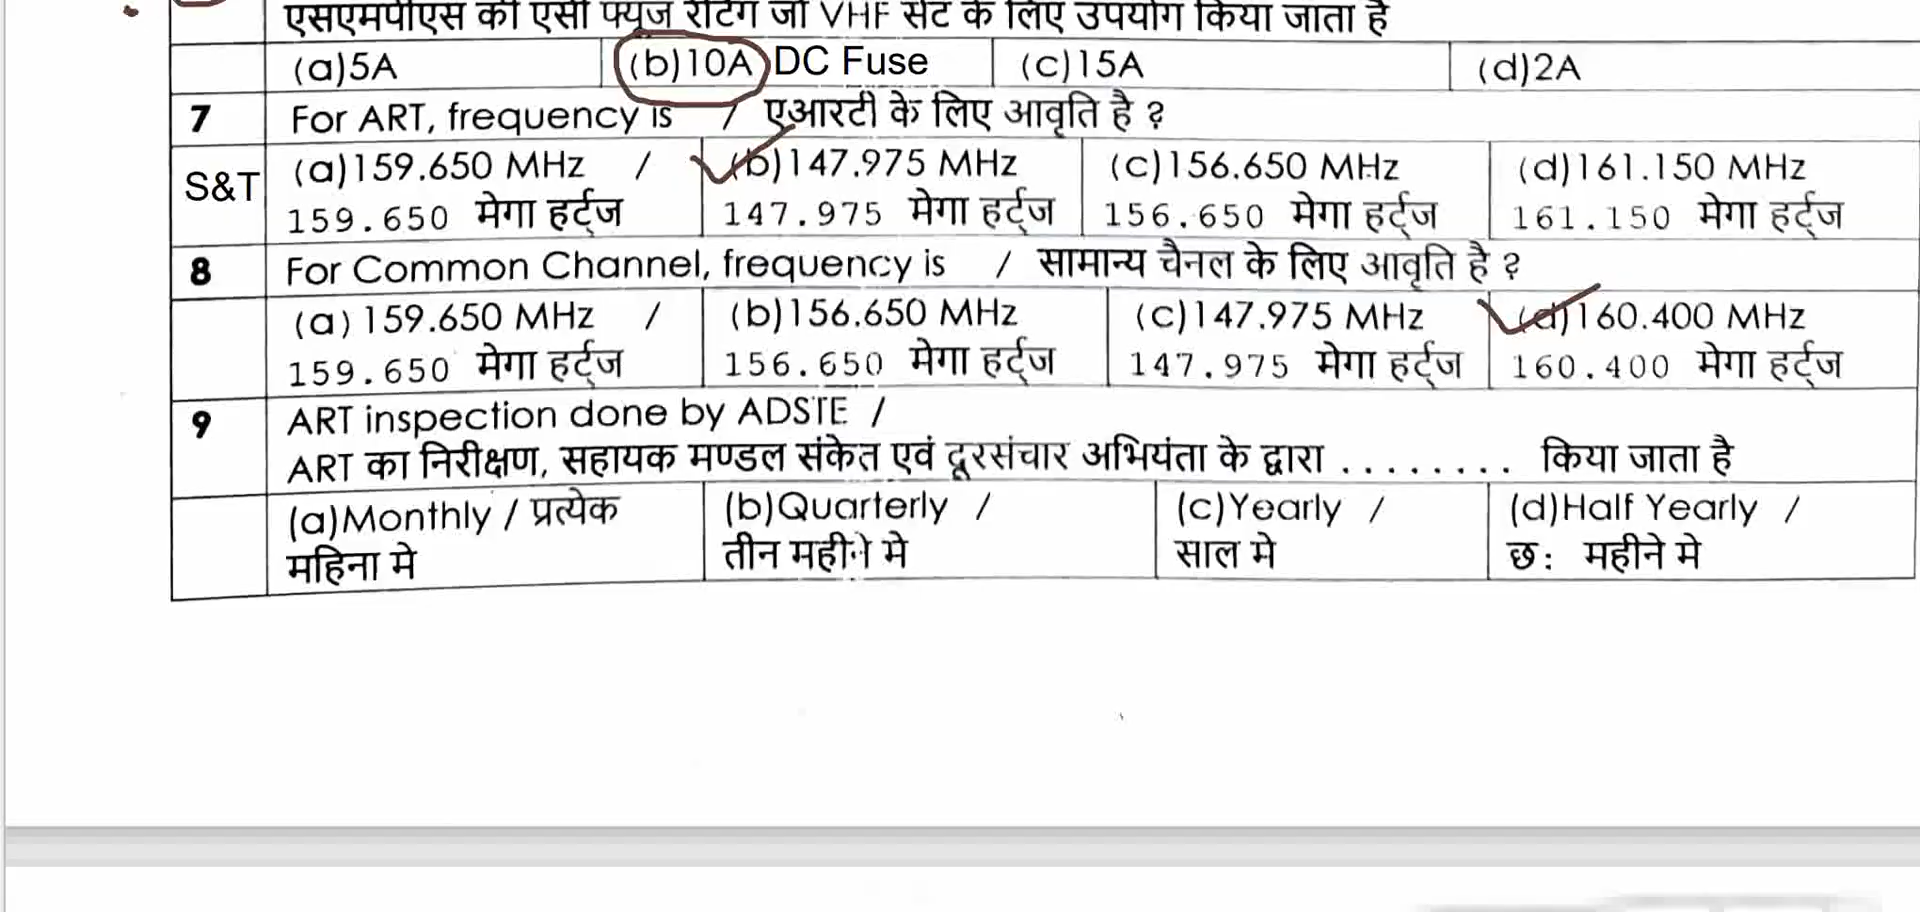 एसएमपीएस की एसी फ्यूज रेटिंग जो VHF सेट के लिए उपयोग किया जाता है
(a)5A (b)10A DC Fuse (c)15A (d)2A
7 For ART, frequency is / एआरटी के लिए आवृति है ?
S&T (a)159.650 MHz / (b)147.975 MHz (c)156.650 MHz (d)161.150 MHz
159.650 मेगा हर्ट्ज 147.975 मेगा हर्ट्ज 156.650 मेगा हर्ट्ज 161.150 मेगा हर्ट्ज
8 For Common Channel, frequency is / सामान्य चैनल के लिए आवृति है ?
(a)159.650 MHz / (b)156.650 MHz (c)147.975 MHz (d)160.400 MHz
159.650 मेगा हर्ट्ज 156.650 मेगा हर्ट्ज 147.975 मेगा हर्ट्ज 160.400 मेगा हर्ट्ज
9 ART inspection done by ADSTE /
ART का निरीक्षण, सहायक मण्डल संकेत एवं दूरसंचार अभियंता के द्वारा ........ किया जाता है
(a)Monthly / प्रत्येक (b)Quarterly / (c)Yearly / (d)Half Yearly /
महिना मे तीन महीने मे साल मे छ: महीने मे